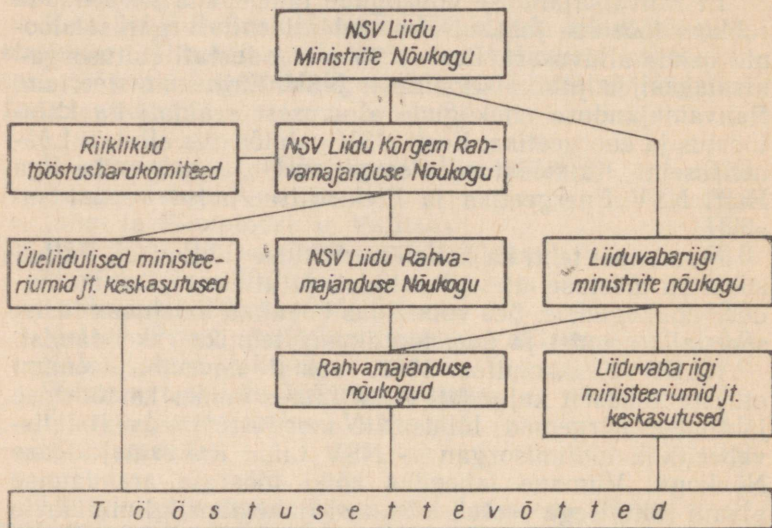 NSV Liidu
Ministrite Nõukogu
Riiklikud
tööstusharukomiteed
NSV Liidu Kõrgem Rah-
vamajanduse Nõukogu
Üleliidulised ministee-
riumid jt. keskasutused
NSV Liidu Rahva-
majanduse Nõukogu
Liiduvabariigi
ministrite nõukogu
Rahvamajanduse
nõukogud
Liiduvabariigi
ministeeriumid jt.
keskasutused
Tööstusettevõtted